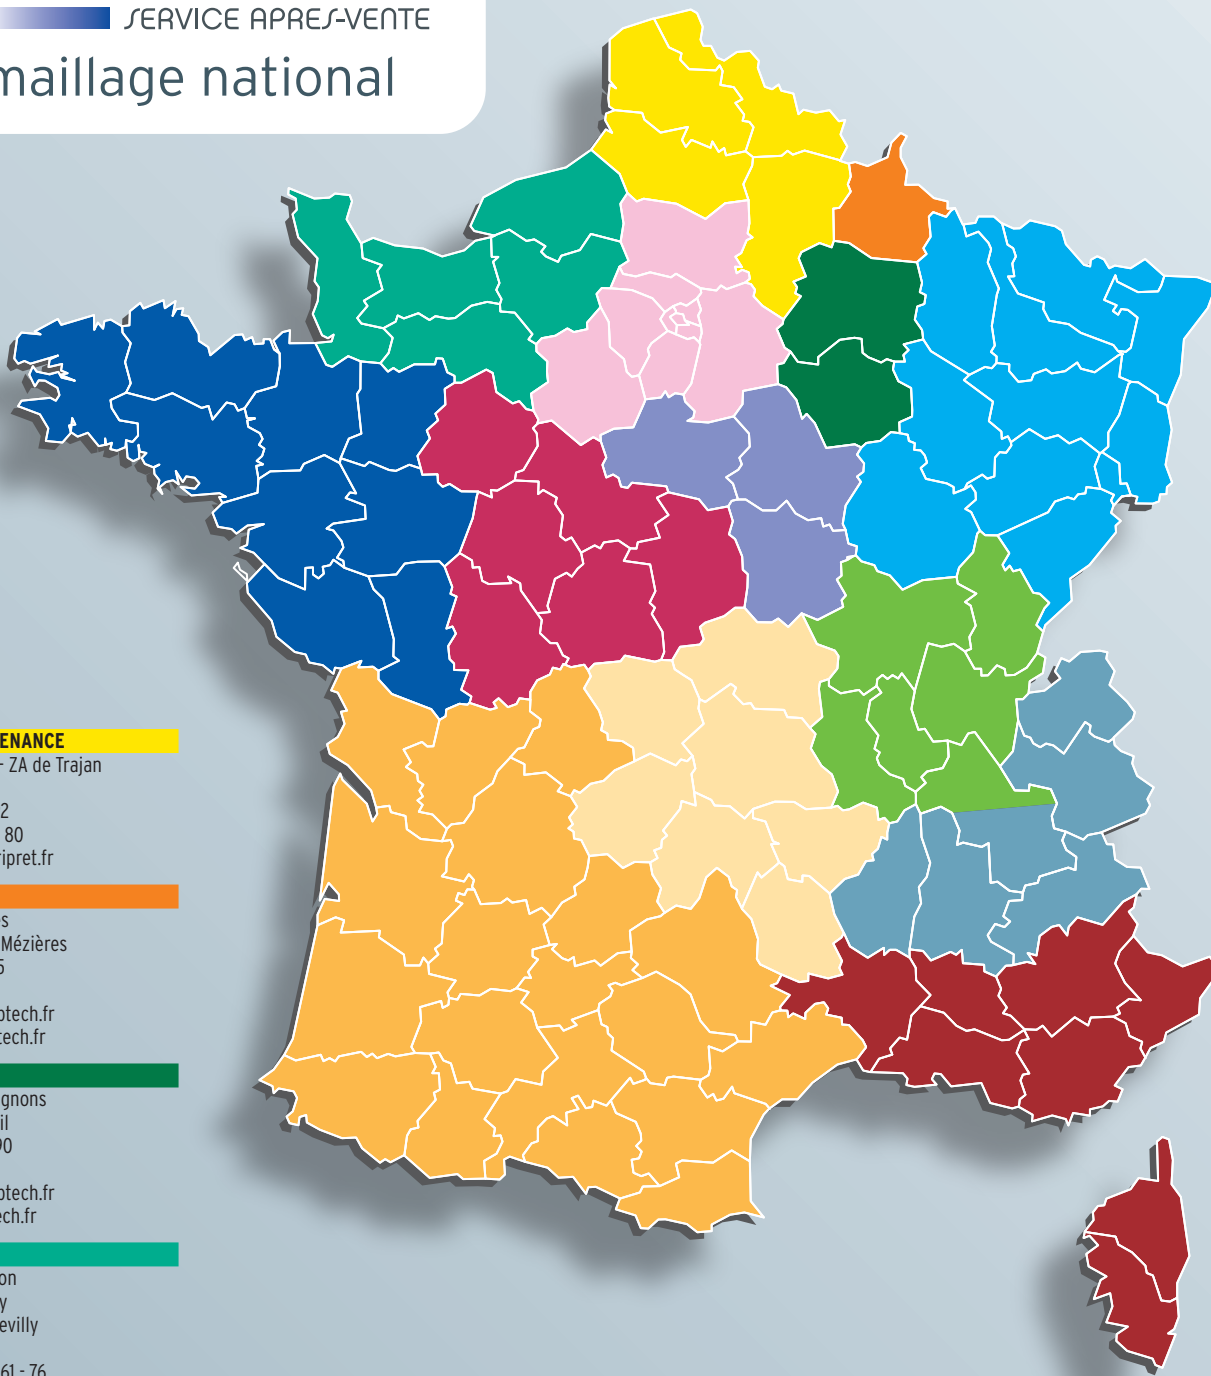 SERVICE APRES-VENTE
maillage national
ENANCE
- ZA de Trajan
2
80
ripret.fr
s
Mézières
5
otech.fr
tech.fr
gnons
il
90
otech.fr
ech.fr
on
y
evilly
61 - 76